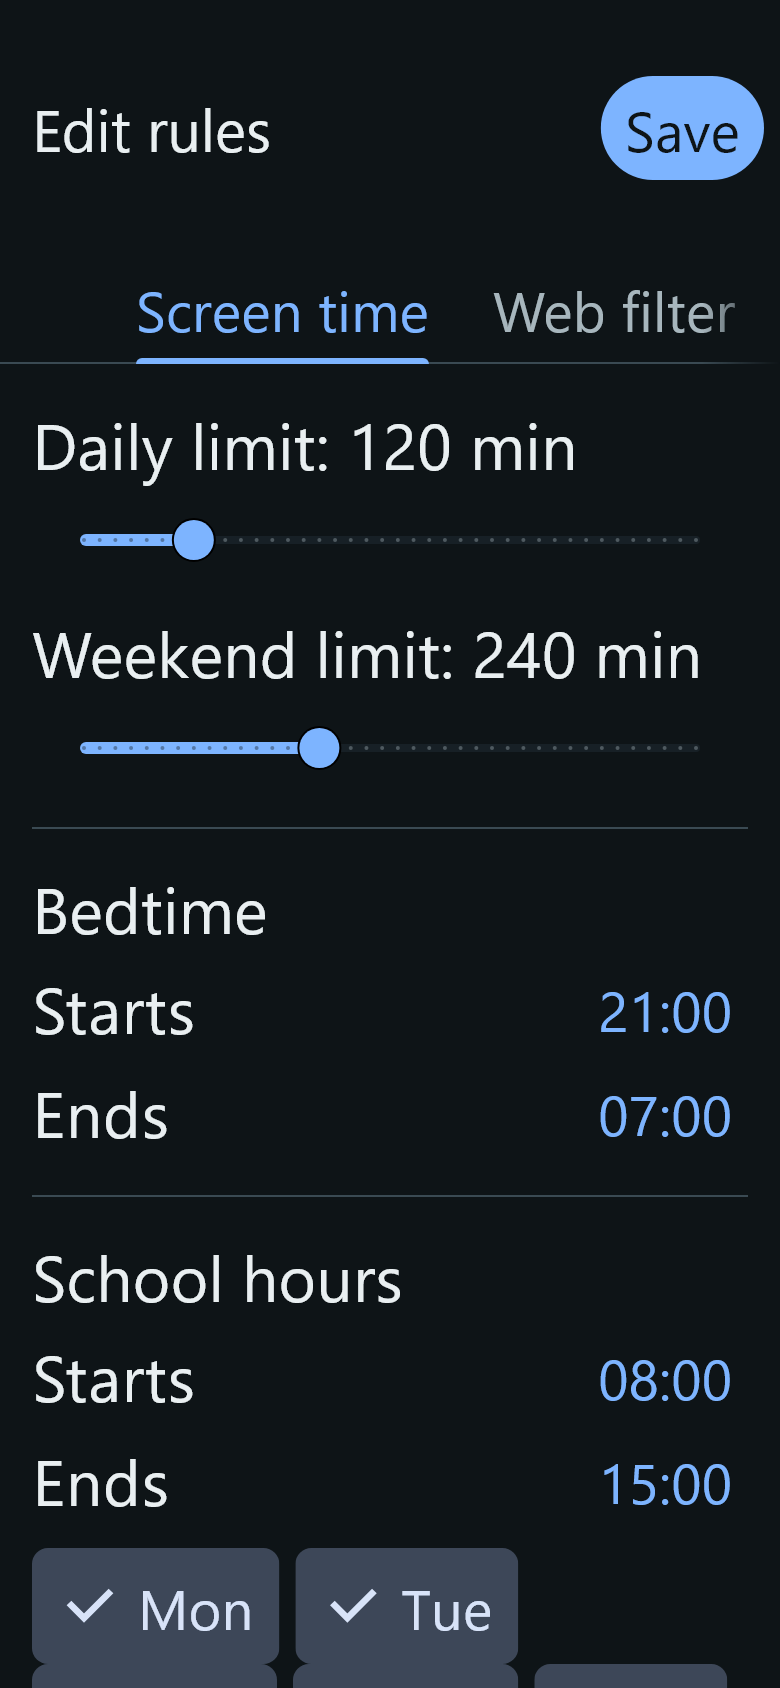 Edit rules
Save
Screen time
Web filter
Daily limit: 120 min
Weekend limit: 240 min
Bedtime
Starts
21:00
Ends
07:00
School hours
Starts
08:00
Ends
15:00
Mon
Tue